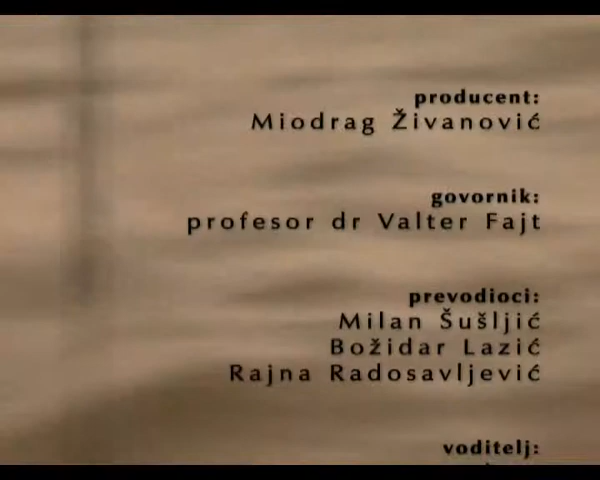 producent:
Miodrag Živanović
govornik:
profesor dr Valter Fajt
prevodioci:
Milan Šušljić
Božidar Lazić
Rajna Radosavljević
voditelj: